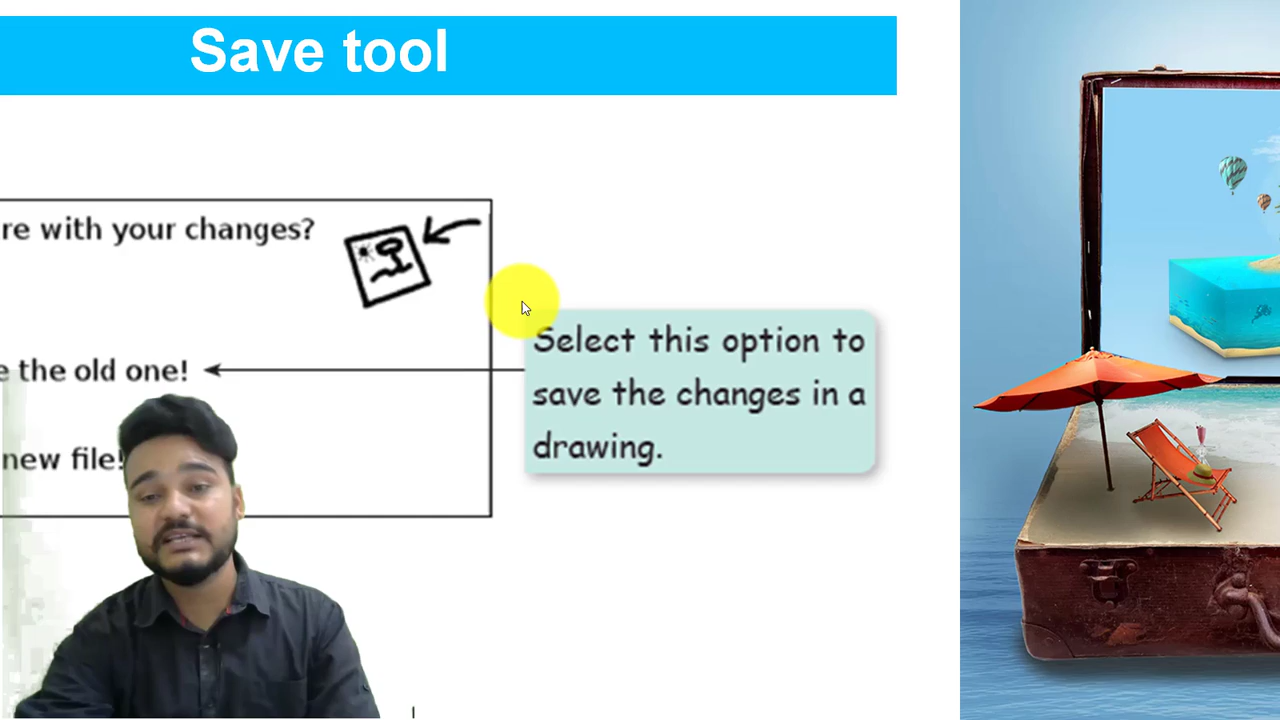 Save tool
re with your changes?
Select this option to
save the changes in a
drawing.
e the old one!
new file!